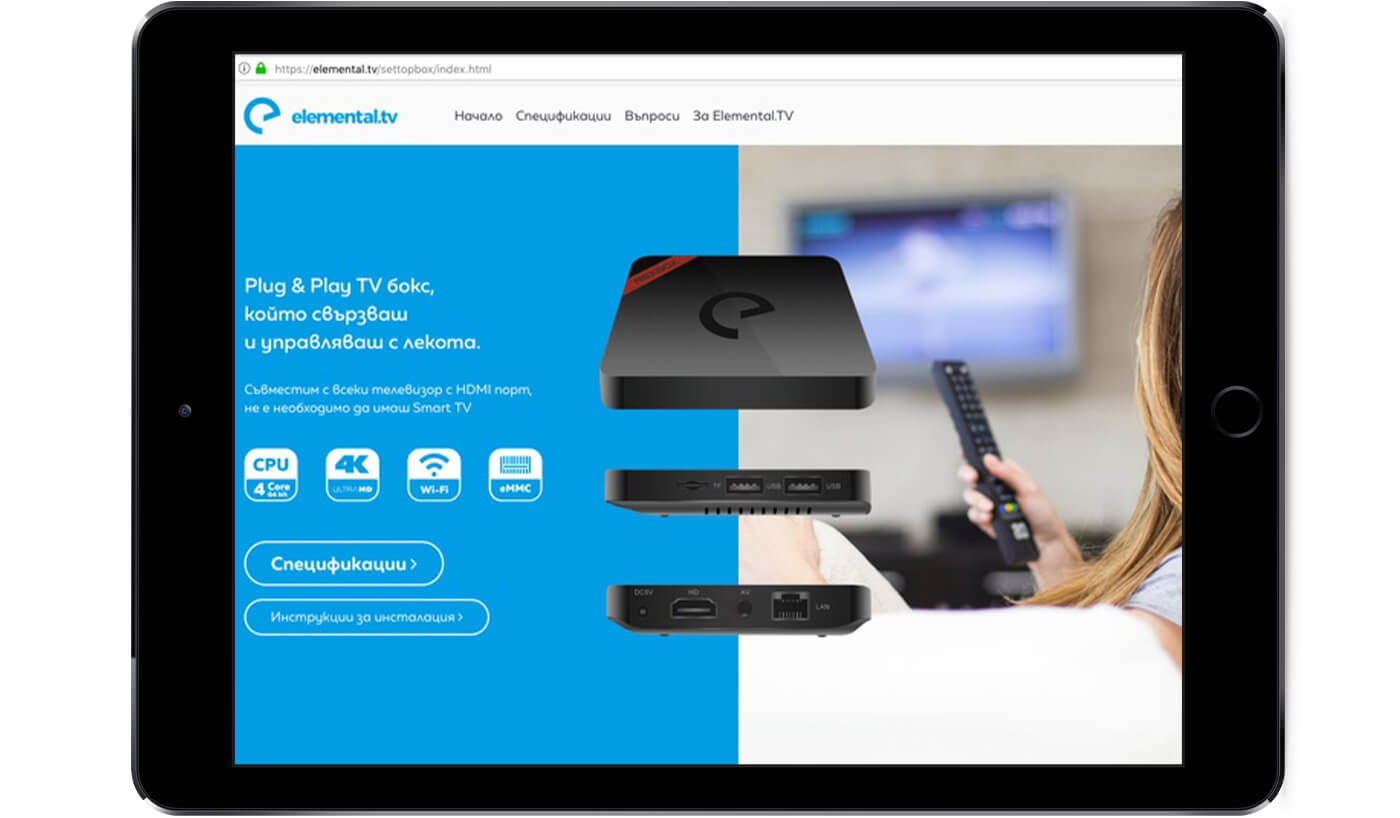 https://elemental.tv/settopbox/index.html
elemental.tv
Начало Спецификации Въпроси За Elemental.TV
Plug & Play TV бокс,
който свързваш
и управляваш с лекота.
Съвместим с всеки телевизор с HDMI порт,
не е необходимо да имаш Smart TV
CPU
4 Core
64 bit
4K
ULTRA HD
Wi-Fi
eMMC
Спецификации >
Инструкции за инсталация >
TF USB USB
DC5V HD AV LAN